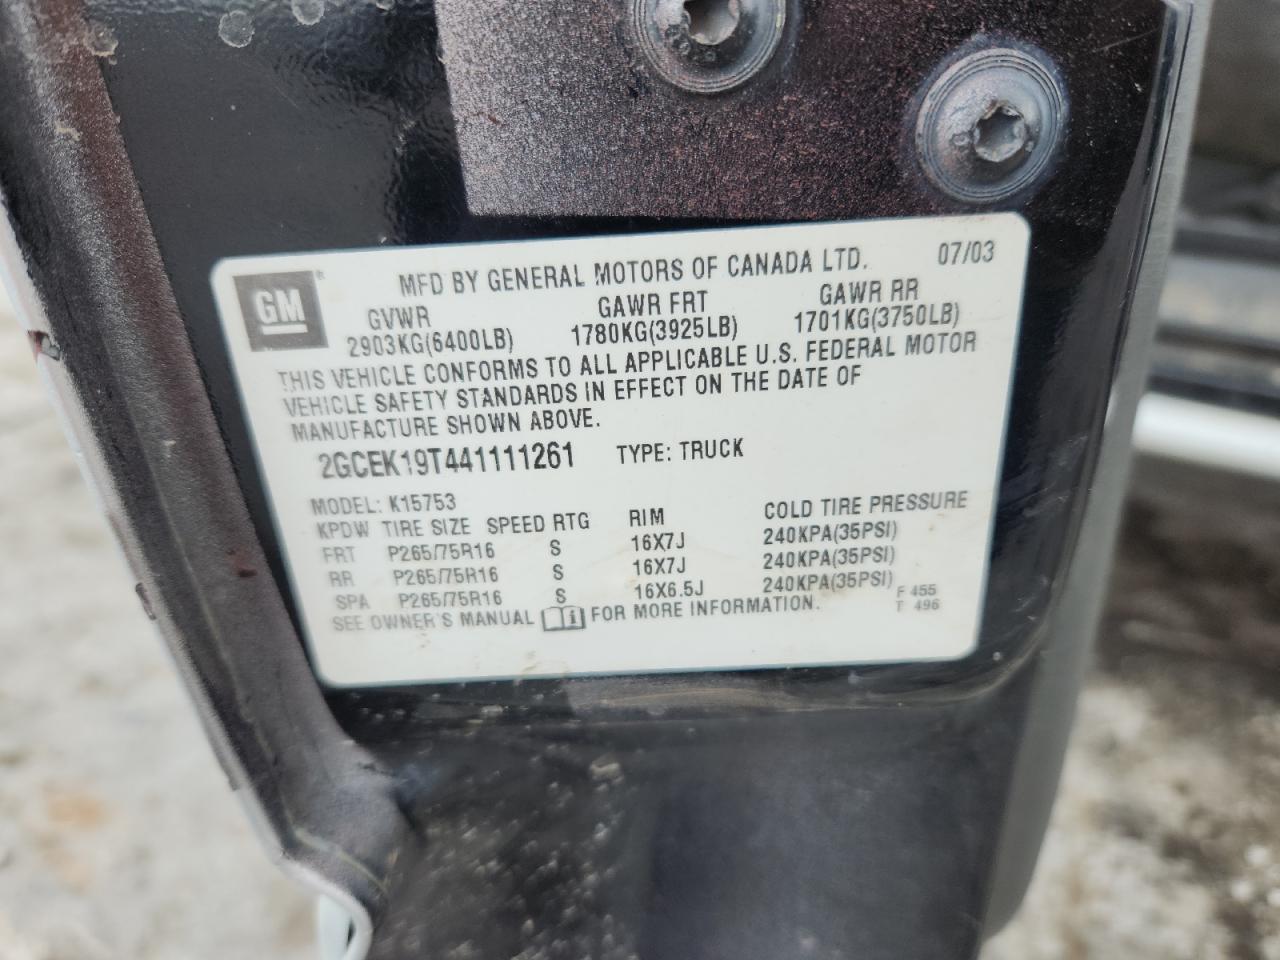 GM ®
MFD BY GENERAL MOTORS OF CANADA LTD. 07/03
GVWR GAWR FRT GAWR RR
2903KG(6400LB) 1780KG(3925LB) 1701KG(3750LB)
THIS VEHICLE CONFORMS TO ALL APPLICABLE U.S. FEDERAL MOTOR
VEHICLE SAFETY STANDARDS IN EFFECT ON THE DATE OF
MANUFACTURE SHOWN ABOVE.
2GCEK19T441111261 TYPE: TRUCK
MODEL: K15753
KPDW TIRE SIZE SPEED RTG RIM COLD TIRE PRESSURE
FRT P265/75R16 S 16X7J 240KPA(35PSI)
RR P265/75R16 S 16X7J 240KPA(35PSI)
SPA P265/75R16 S 16X6.5J 240KPA(35PSI)
SEE OWNER'S MANUAL i FOR MORE INFORMATION. F 455
T 496